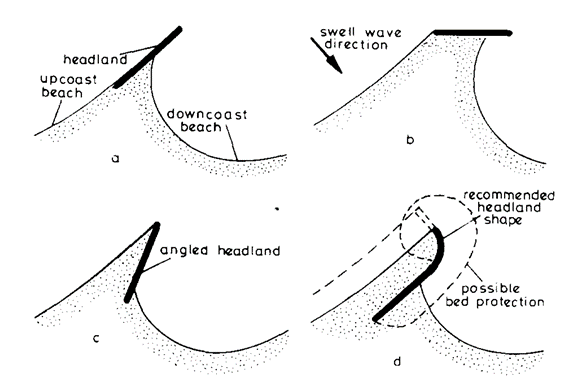 headland
upcoast
beach
downcoast
beach
a
swell wave
direction
b
angled headland
c
recommended
headland
shape
possible
bed protection
d